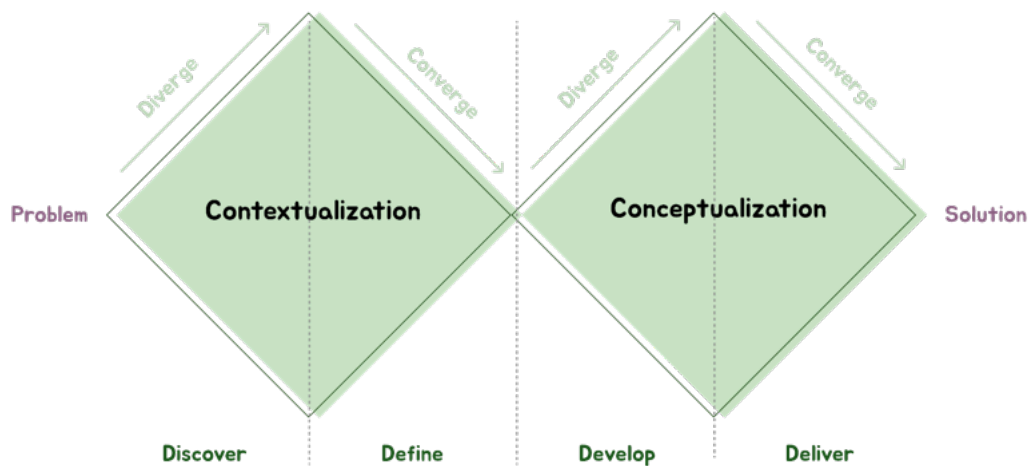 Diverge
Converge
Diverge
Converge
Problem
Contextualization
Conceptualization
Solution
Discover
Define
Develop
Deliver